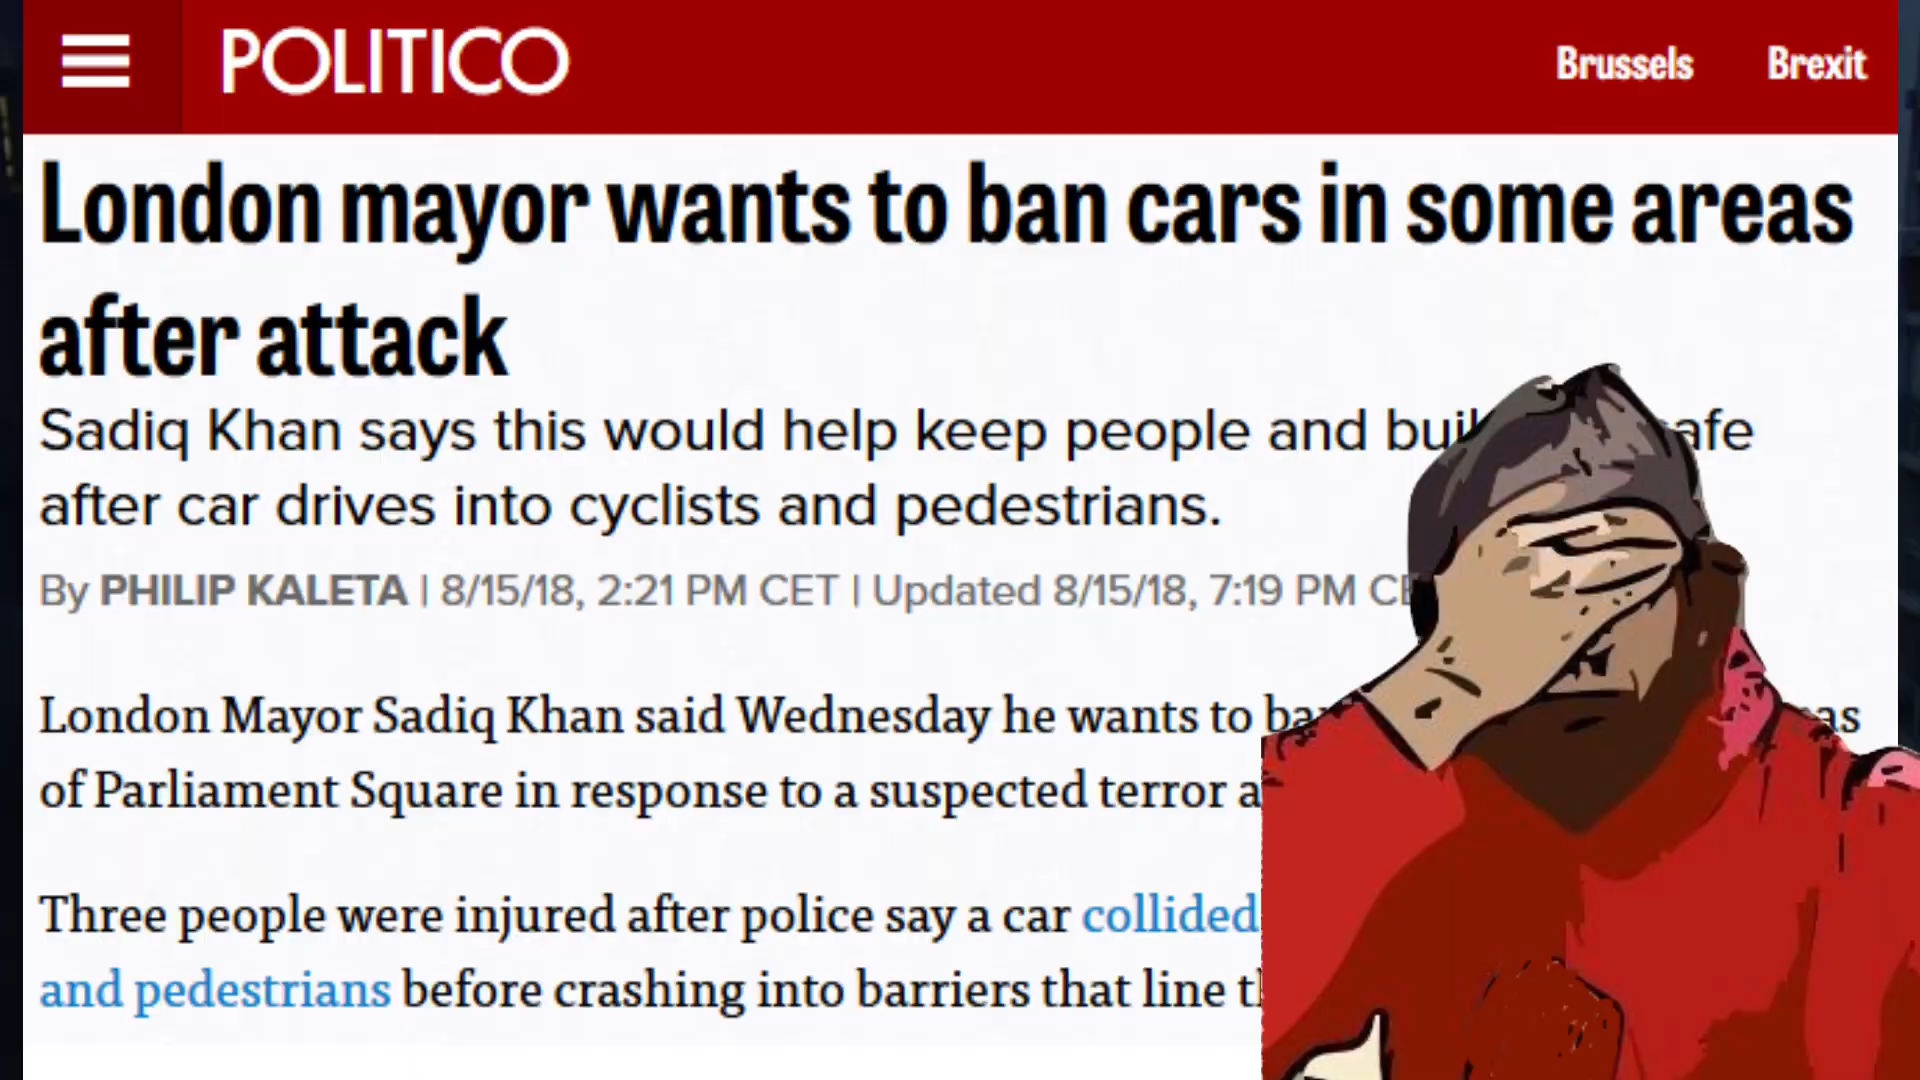 POLITICO
Brussels Brexit
London mayor wants to ban cars in some areas
after attack
Sadiq Khan says this would help keep people and
after car drives into cyclists and pedestrians.
By PHILIP KALETA | 8/15/18, 2:21 PM CET | Updated 8/15/18, 7:19 PM
London Mayor Sadiq Khan said Wednesday he wants to
of Parliament Square in response to a suspected terror
Three people were injured after police say a car collided
and pedestrians before crashing into barriers that line